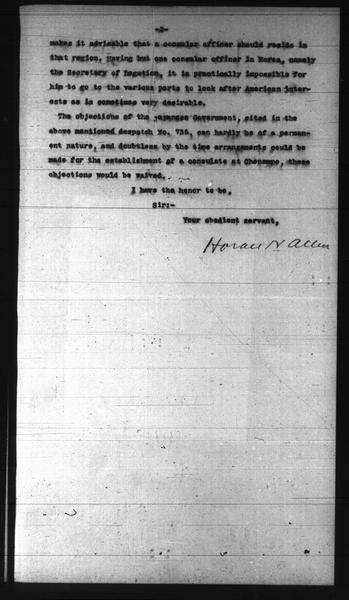 -2-
makes it advisable that a consular officer should reside in
that region. Having but one consular officer in Korea, namely
the Secretary of Legation, it is practically impossible for
him to go to the various ports to look after American inter-
ests as is sometimes very desirable.
The objections of the Japanese Government, cited in the
above mentioned despatch No. 735, can hardly be of a perman-
ent nature, and doubtless by the time arrangements could be
made for the establishment of a consulate at Chenampo, these
objections would be waived.
I have the honor to be,
Sir:-
Your obedient servant,
Horace N Allen